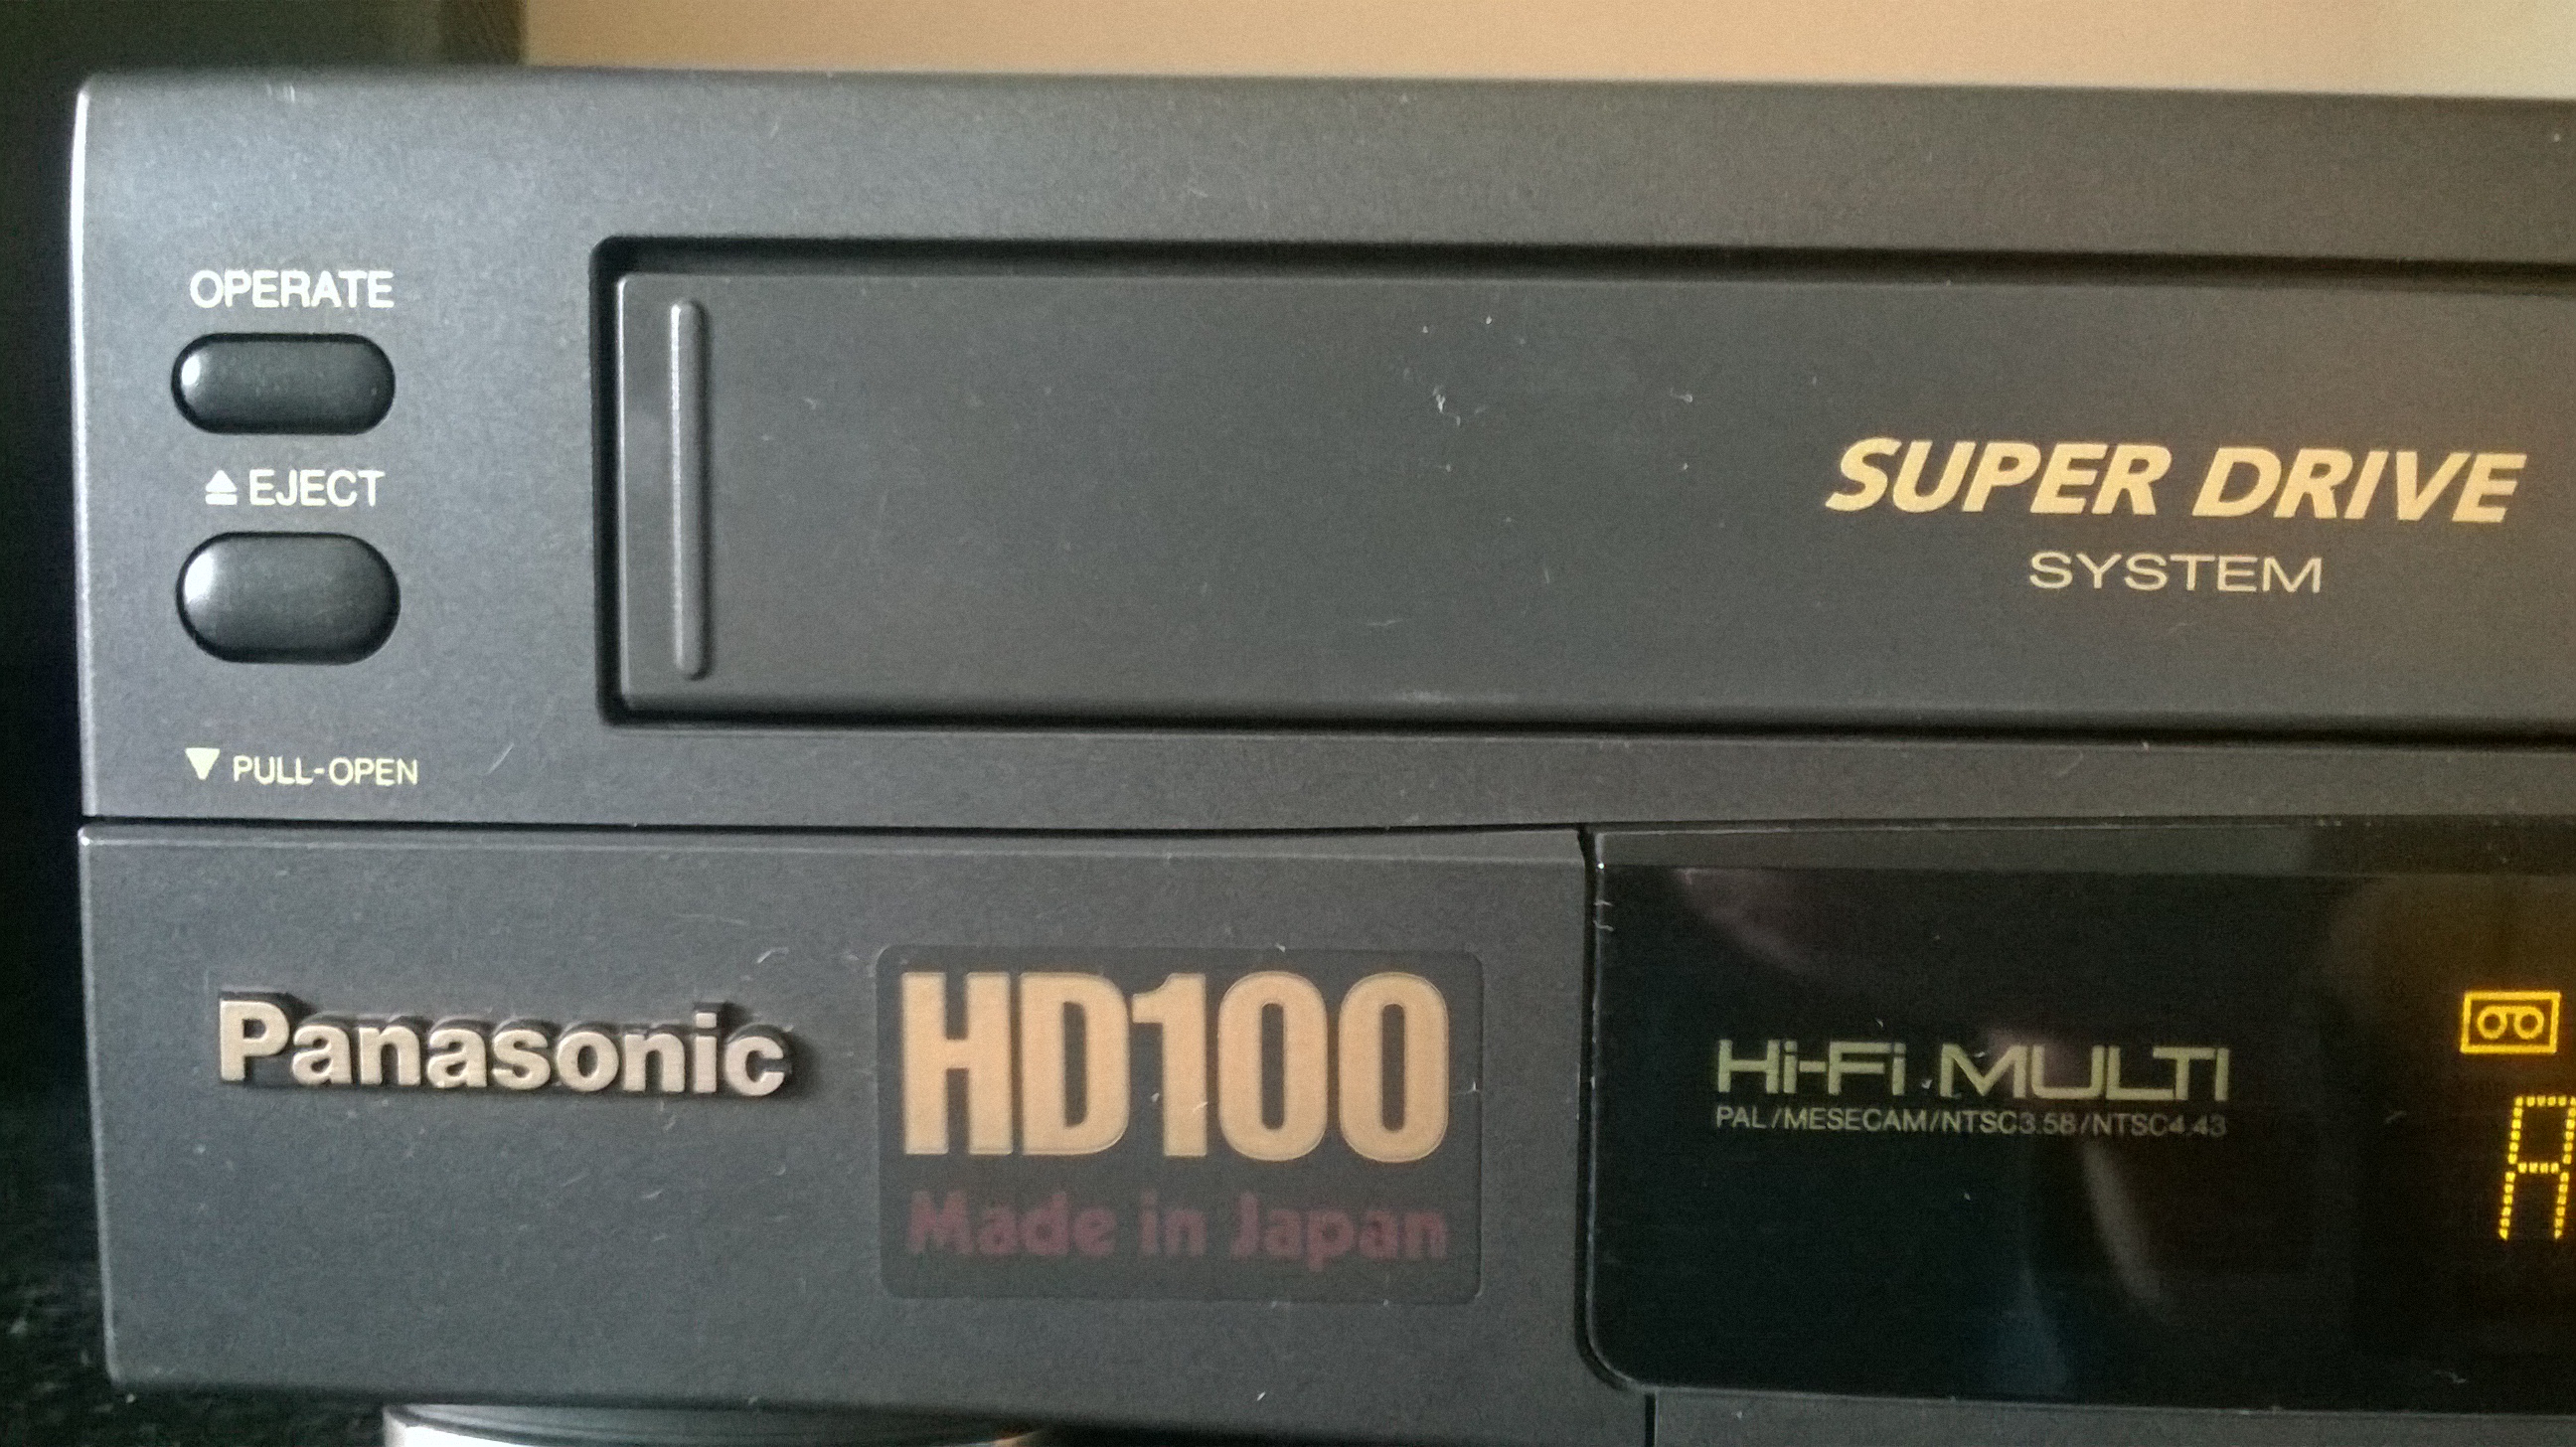 OPERATE
EJECT
PULL-OPEN
SUPER DRIVE
SYSTEM
Panasonic
HD100
Made in Japan
Hi-Fi MULTI
PAL/MESECAM/NTSC3.58/NTSC4.43
A